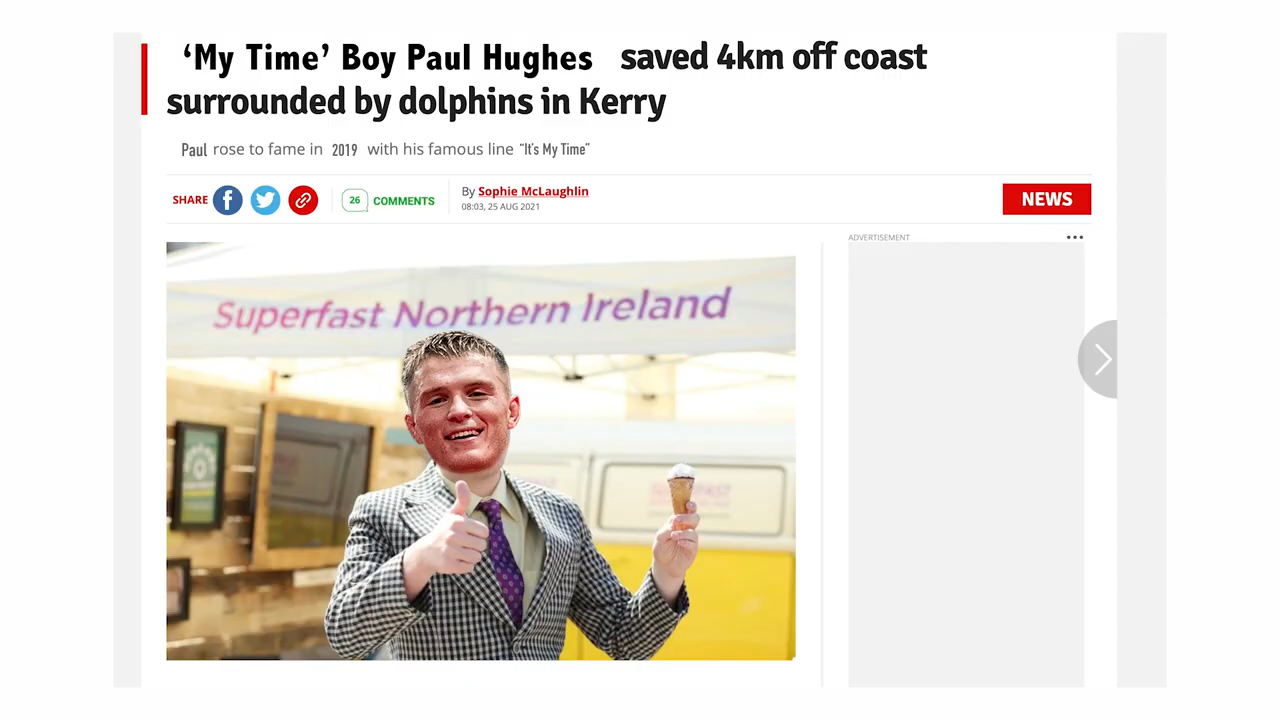 ‘My Time’ Boy Paul Hughes saved 4km off coast
surrounded by dolphins in Kerry
Paul rose to fame in 2019 with his famous line "It's My Time"
SHARE 26 COMMENTS By Sophie McLaughlin
08:03, 25 AUG 2021
NEWS
ADVERTISEMENT
Superfast Northern Ireland